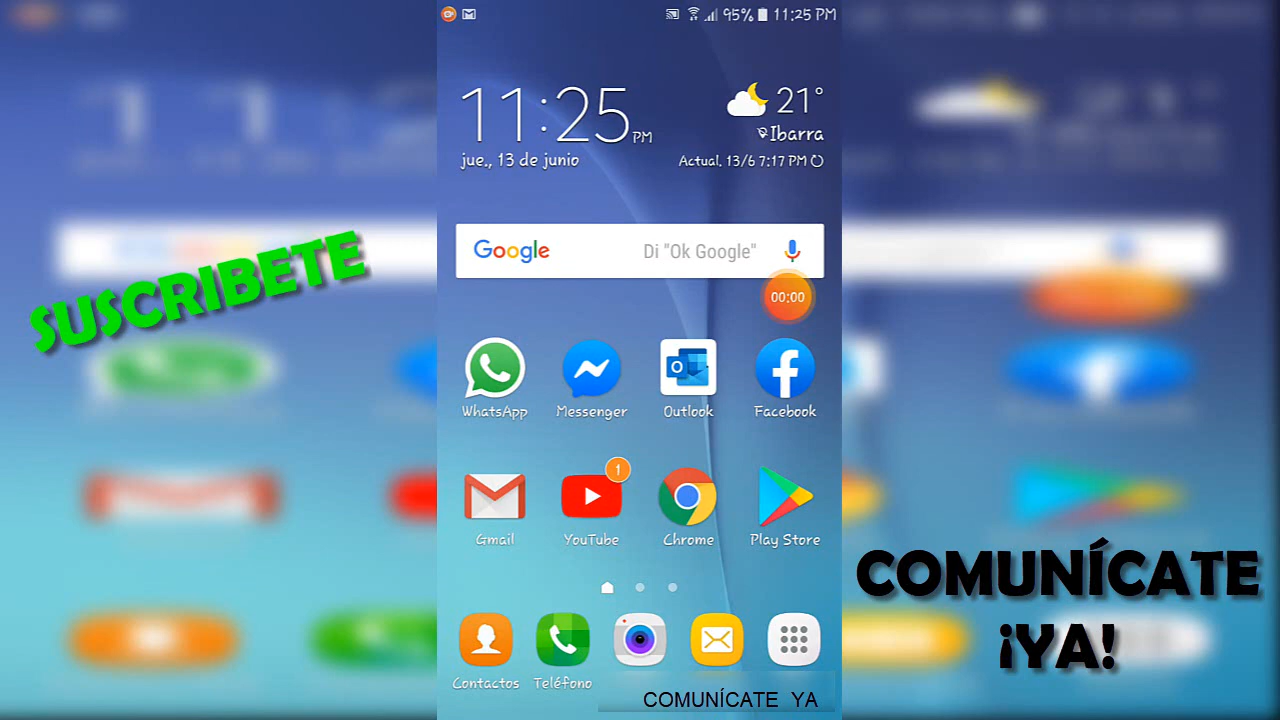 95% 11:25 PM
11:25 PM
21°
Ibarra
jue., 13 de junio
Actual. 13/6 7:17 PM
Google Di "Ok Google"
00:00
SUSCRIBETE
WhatsApp Messenger Outlook Facebook
1
Gmail YouTube Chrome Play Store
COMUNÍCATE
¡YA!
Contactos Teléfono
COMUNÍCATE YA